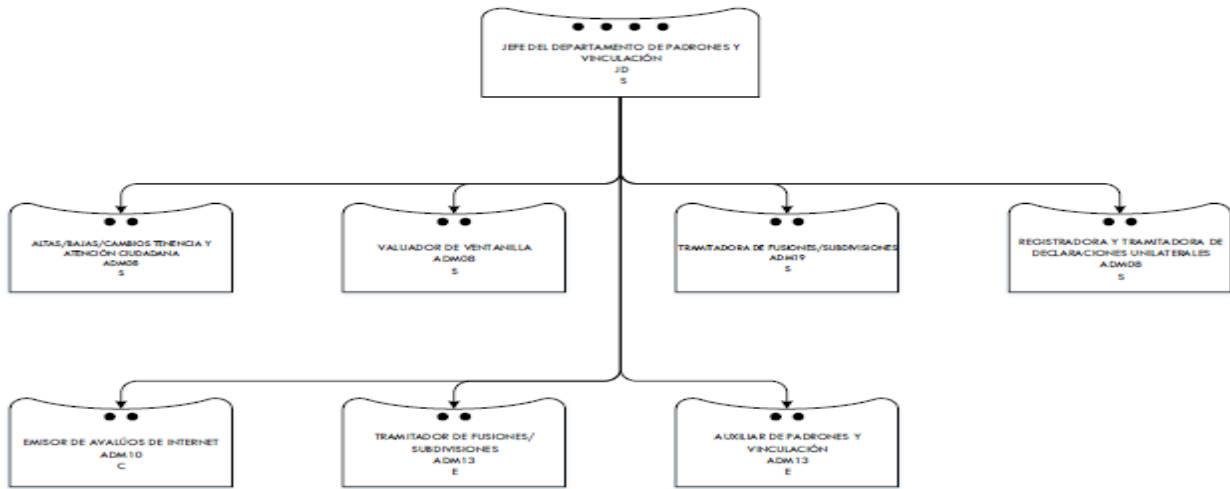 JEFE DEL DEPARTAMENTO DE PADRONES Y
VINCULACIÓN
JD
S
ALTAS/BAJAS/CAMBIOS TENENCIA Y
ATENCIÓN CIUDADANA
ADM08
S
VALUADOR DE VENTANILLA
ADM08
S
TRAMITADORA DE FUSIONES/SUBDIVISIONES
ADM19
S
REGISTRADORA Y TRAMITADORA DE
DECLARACIONES UNILATERALES
ADM08
S
EMISOR DE AVALÚOS DE INTERNET
ADM10
C
TRAMITADOR DE FUSIONES/
SUBDIVISIONES
ADM13
E
AUXILIAR DE PADRONES Y
VINCULACIÓN
ADM13
E